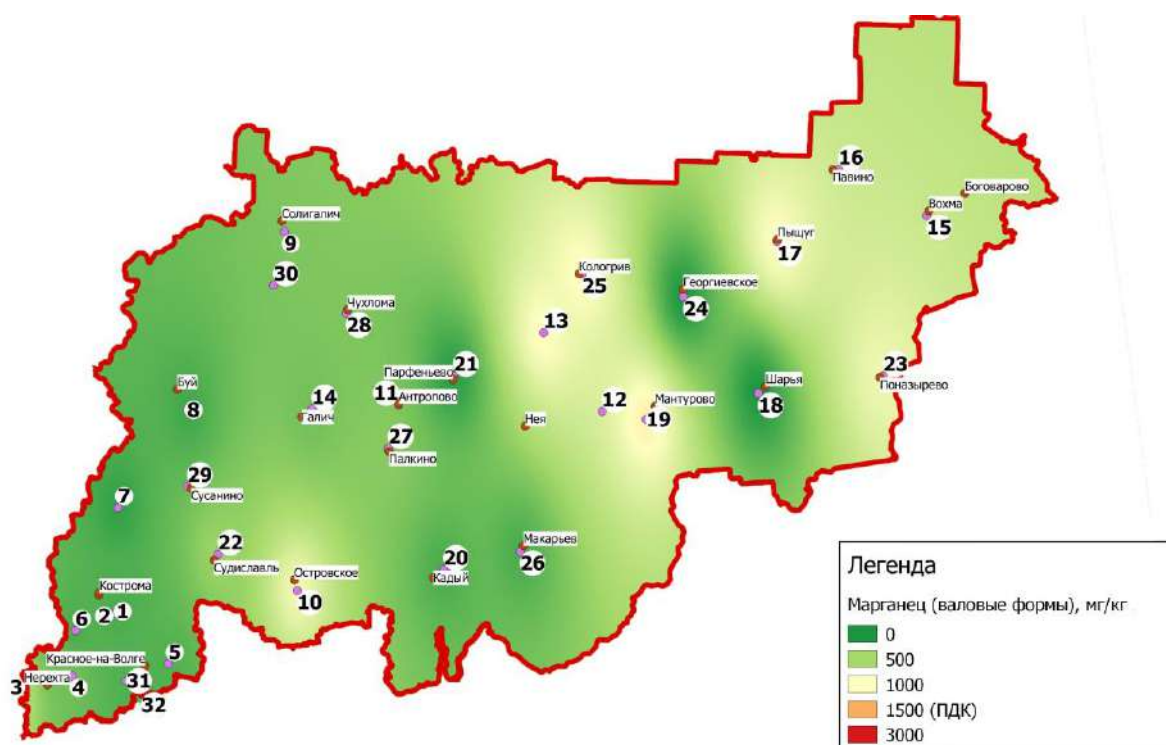 16
Павино
Боговарово
Вохма
15
Солигалич
9
Пыщуг
17
30
Кологрив
25
Георгиевское
24
Чухлома
28
13
21
Парфеньево
23
Поназырево
Буй
8
14
Галич
11
Антропово
Шарья
18
12
Мантурово
19
Нея
27
Палкино
29
Сусанино
7
22
Судиславль
Макарьев
26
20
Кадый
Островское
10
Кострома
6
2
1
Красное-на-Волге
5
3
Нерехта
4
31
32
Легенда
Марганец (валовые формы), мг/кг
0
500
1000
1500 (ПДК)
3000